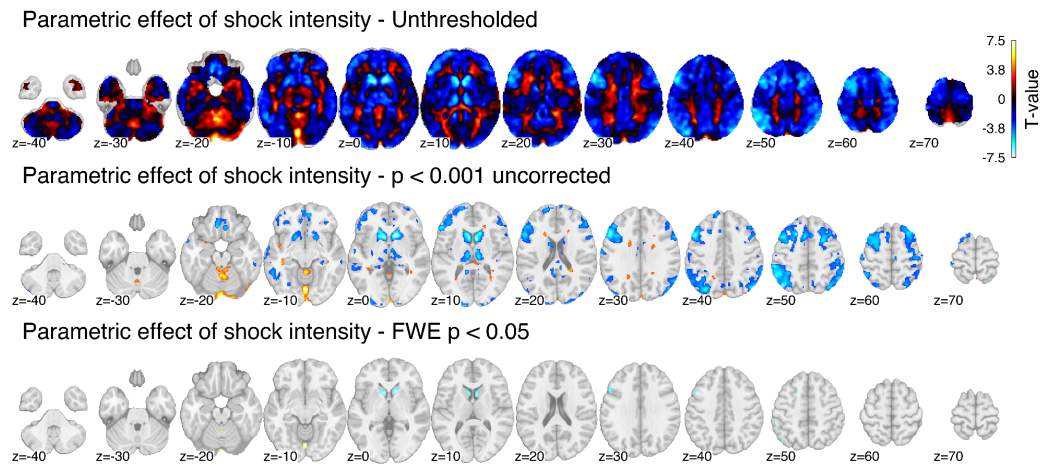 Parametric effect of shock intensity - Unthresholded
z=-40 z=-30 z=-20 z=-10 z=0 z=10 z=20 z=30 z=40 z=50 z=60 z=70
7.5
3.8
0
-3.8
-7.5
T-value
Parametric effect of shock intensity - p < 0.001 uncorrected
z=-40 z=-30 z=-20 z=-10 z=0 z=10 z=20 z=30 z=40 z=50 z=60 z=70
Parametric effect of shock intensity - FWE p < 0.05
z=-40 z=-30 z=-20 z=-10 z=0 z=10 z=20 z=30 z=40 z=50 z=60 z=70